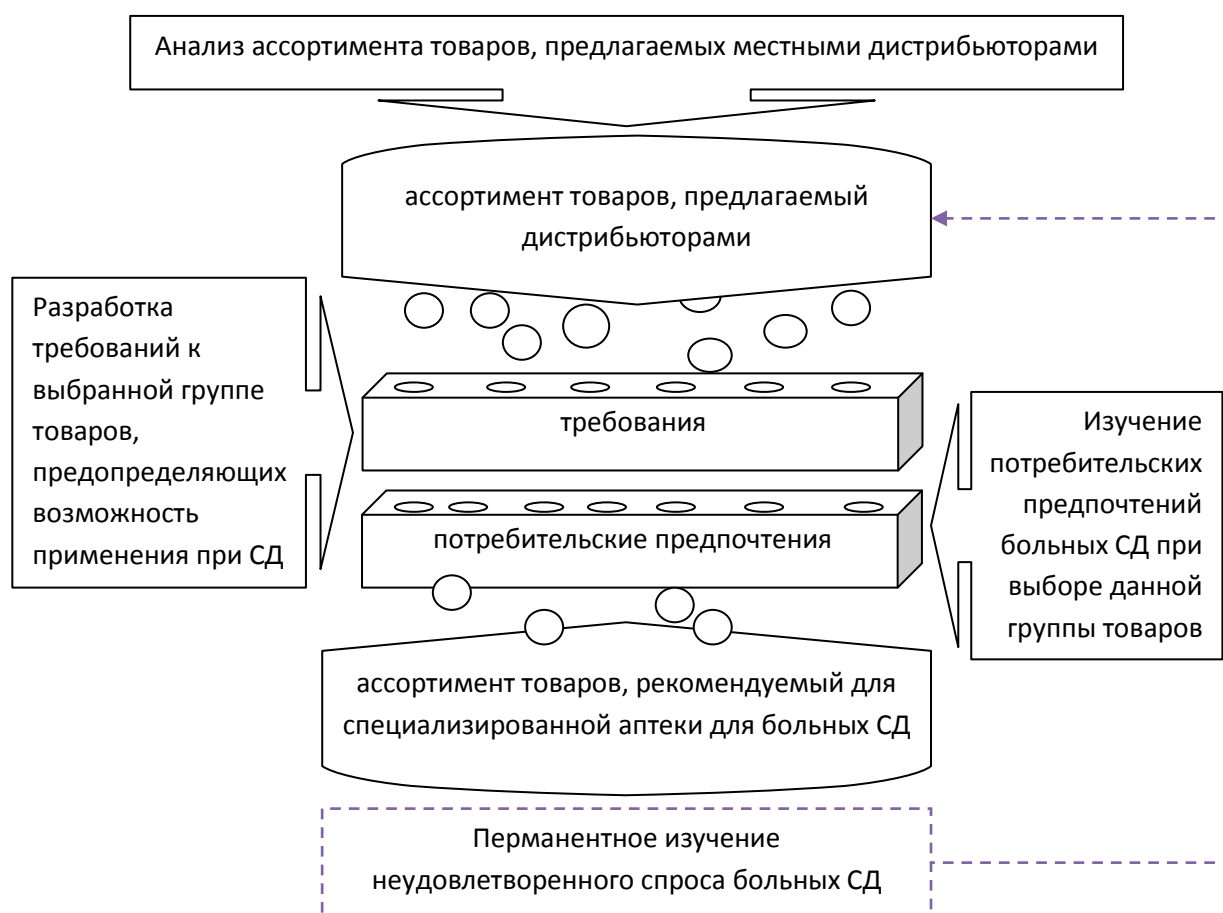 Анализ ассортимента товаров, предлагаемых местными дистрибьюторами
ассортимент товаров, предлагаемый
дистрибьюторами
Разработка
требований к
выбранной группе
товаров,
предопределяющих
возможность
применения при СД
требования
потребительские предпочтения
Изучение
потребительских
предпочтений
больных СД при
выборе данной
группы товаров
ассортимент товаров, рекомендуемый для
специализированной аптеки для больных СД
Перманентное изучение
неудовлетворенного спроса больных СД